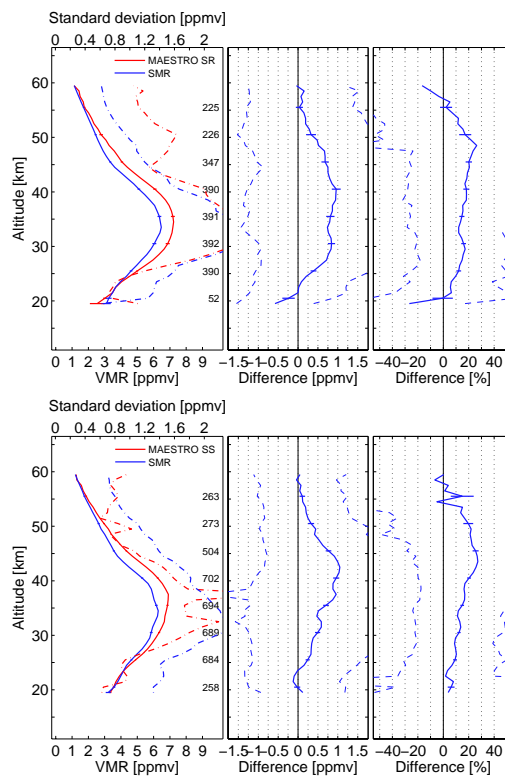 Standard deviation [ppmv]
0 0.4 0.8 1.2 1.6 2
MAESTRO SR
SMR
60
50
40
30
20
Altitude [km]
225
226
347
390
391
392
390
52
0 1 2 3 4 5 6 7 8 9
−1.5−1−0.5 0 0.5 1 1.5
−40−20 0 20 40
VMR [ppmv]
Difference [ppmv]
Difference [%]
Standard deviation [ppmv]
0 0.4 0.8 1.2 1.6 2
MAESTRO SS
SMR
60
50
40
30
20
Altitude [km]
263
273
504
702
694
689
684
258
0 1 2 3 4 5 6 7 8 9
−1.5−1−0.5 0 0.5 1 1.5
−40−20 0 20 40
VMR [ppmv]
Difference [ppmv]
Difference [%]